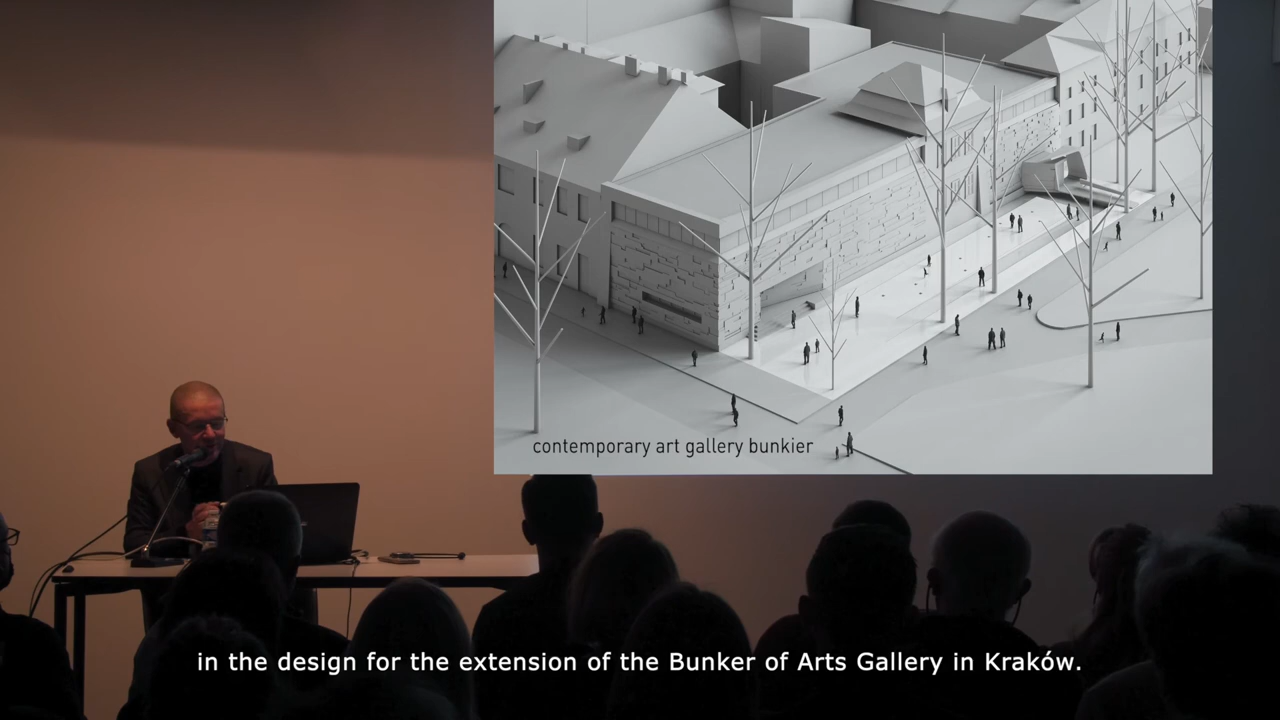 contemporary art gallery bunkier
in the design for the extension of the Bunker of Arts Gallery in Kraków.